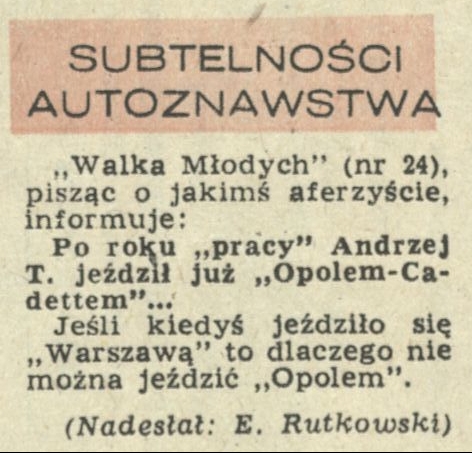 SUBTELNOŚCI
AUTOZNAWSTWA
„Walka Młodych” (nr 24),
pisząc o jakimś aferzyście,
informuje:
Po roku „pracy” Andrzej
T. jeździł już „Opolem-Ca-
dettem”...
Jeśli kiedyś jeździło się
„Warszawą” to dlaczego nie
można jeździć „Opolem”.
(Nadesłał: E. Rutkowski)